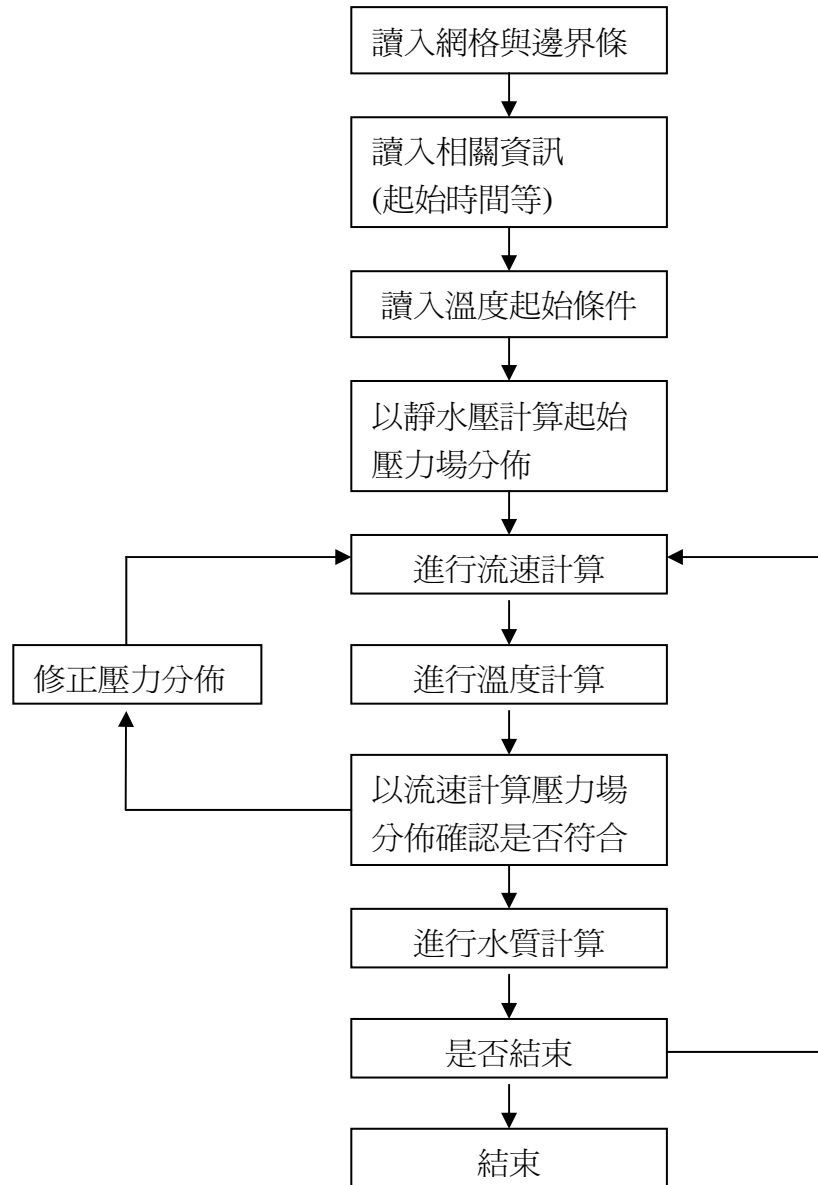 讀入網格與邊界條
讀入相關資訊
(起始時間等)
讀入溫度起始條件
以靜水壓計算起始
壓力場分佈
進行流速計算
修正壓力分佈
進行溫度計算
以流速計算壓力場
分佈確認是否符合
進行水質計算
是否結束
結束